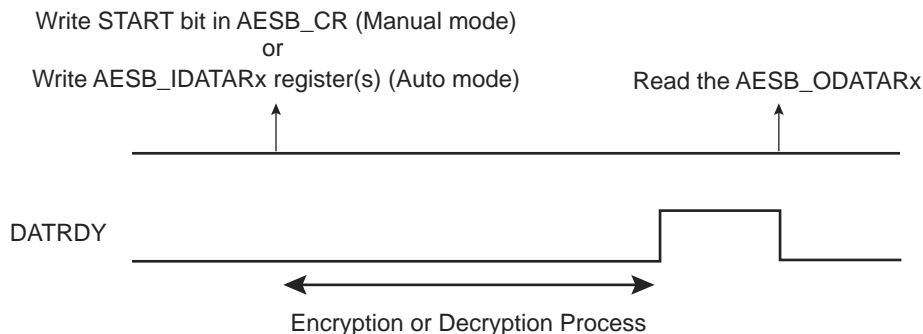 Write START bit in AESB_CR (Manual mode)
or
Write AESB_IDATARx register(s) (Auto mode)
Read the AESB_ODATARx
DATRDY
Encryption or Decryption Process